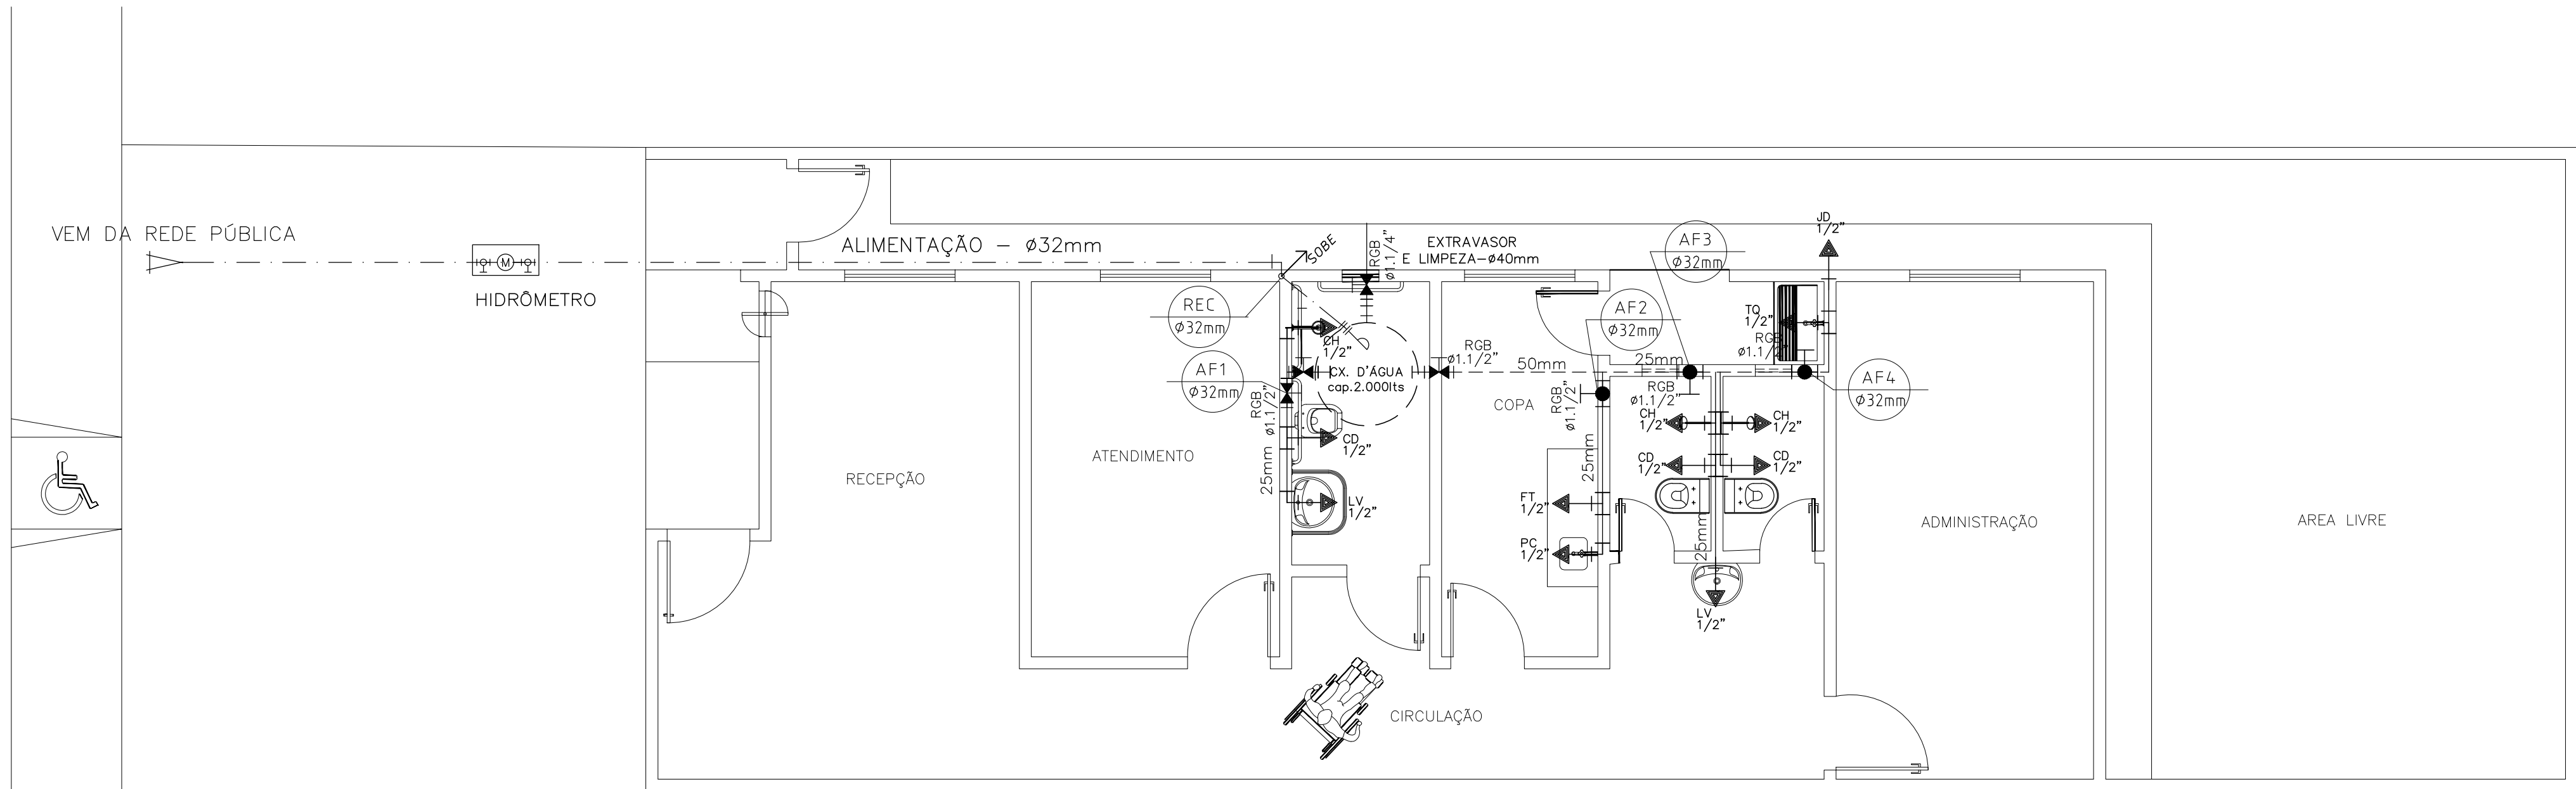 VEM DA REDE PÚBLICA
M
HIDRÔMETRO
ALIMENTAÇÃO - ø32mm
SOBE
RGB
ø1.1/4"
EXTRAVASOR
E LIMPEZA-ø40mm
REC
ø32mm
AF1
ø32mm
RGB
ø1.1/2"
25mm
CH
1/2"
CX. D'ÁGUA
cap.2.000lts
CD
1/2"
LV
1/2"
RGB
ø1.1/2"
50mm
COPA
AF2
ø32mm
AF3
ø32mm
25mm
RGB
ø1.1/2"
25mm
FT
1/2"
PC
1/2"
RGB
ø1.1/2"
CH
1/2"
CD
1/2"
CH
1/2"
CD
1/2"
25mm
LV
1/2"
JD
1/2"
TQ
1/2"
RGB
ø1.1/2"
AF4
ø32mm
RECEPÇÃO
ATENDIMENTO
CIRCULAÇÃO
ADMINISTRAÇÃO
AREA LIVRE